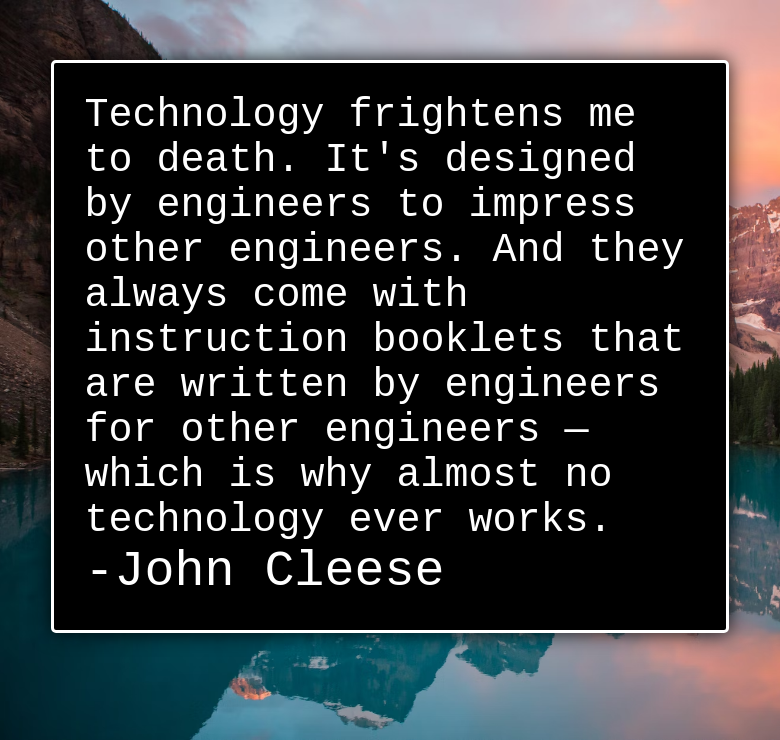 Technology frightens me
to death. It's designed
by engineers to impress
other engineers. And they
always come with
instruction booklets that
are written by engineers
for other engineers —
which is why almost no
technology ever works.
-John Cleese